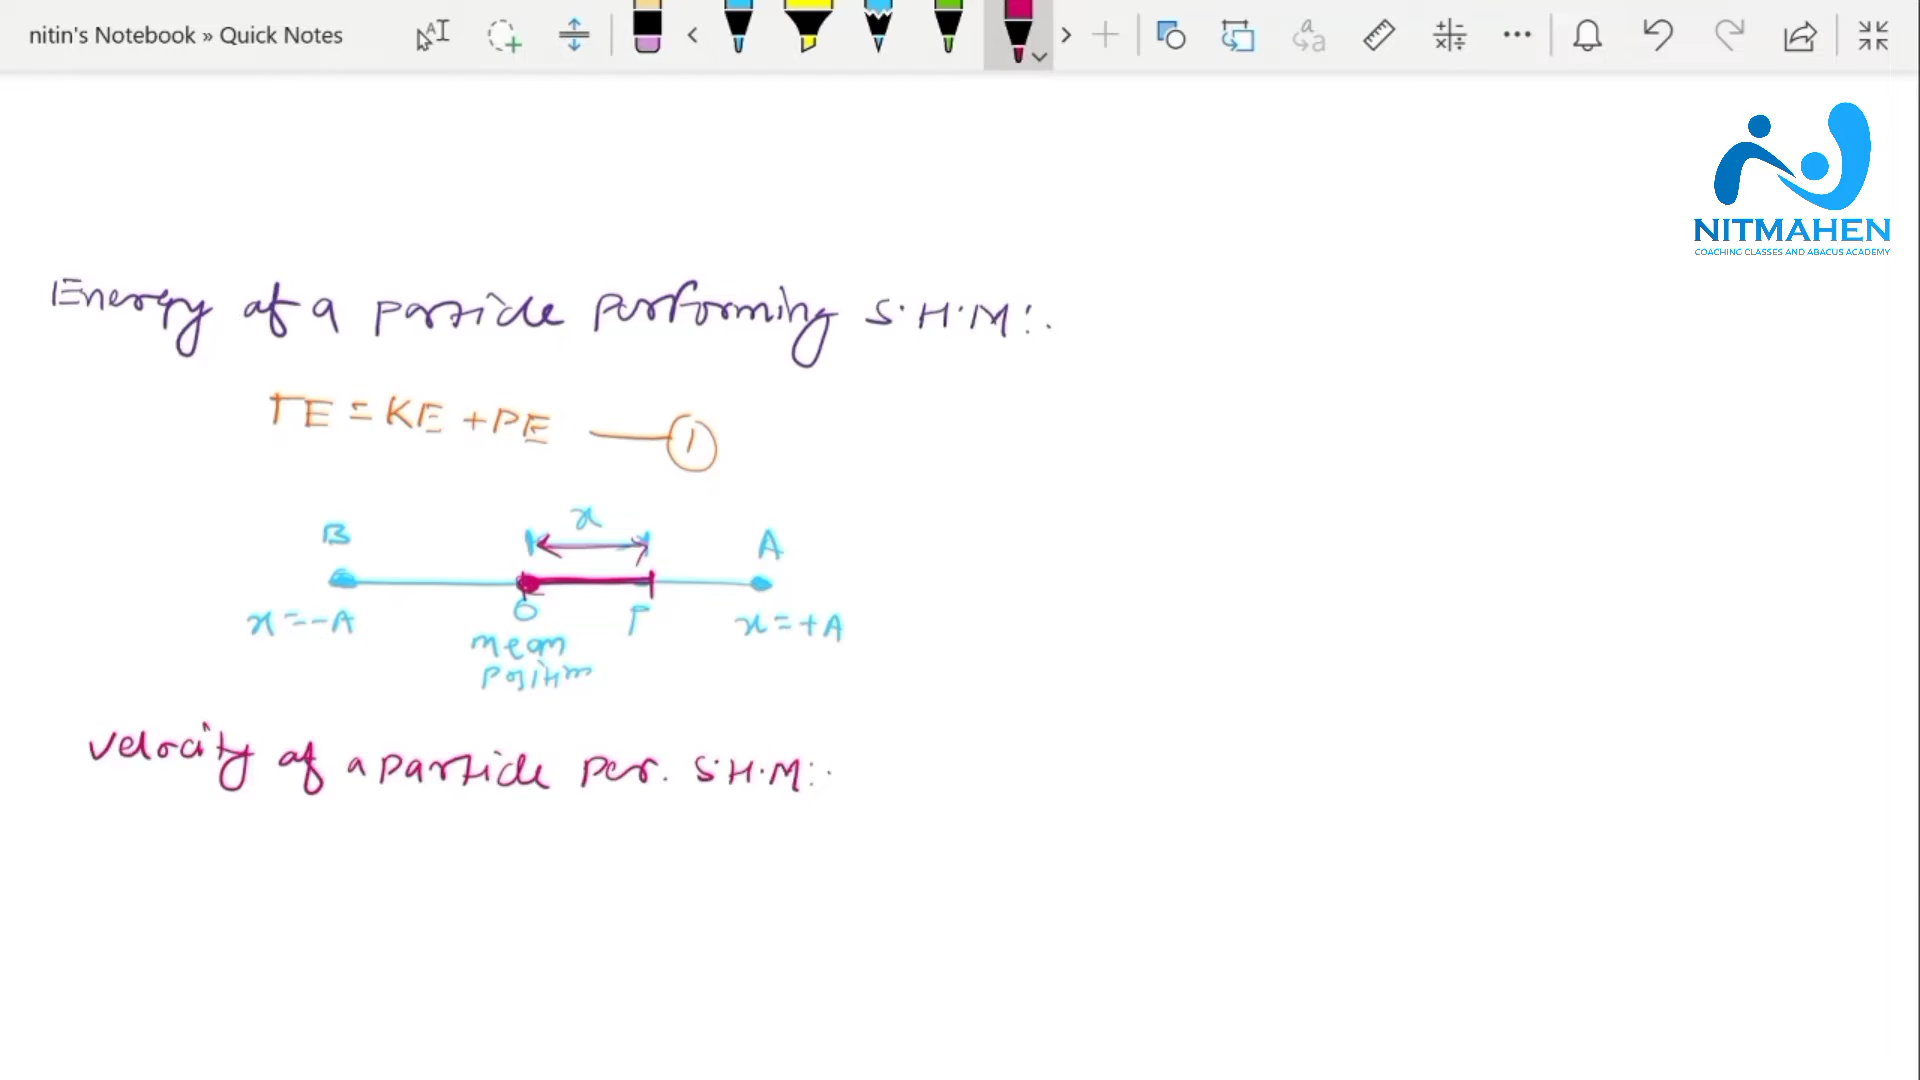 nitin's Notebook » Quick Notes
NITMAHEN
COACHING CLASSES AND ABACUS ACADEMY
Energy of a particle performing S.H.M:.
TE = KE + PE —— 1
x
B
A
x = -A
O
P
x = +A
mean
position
velocity of a particle per. S.H.M:.